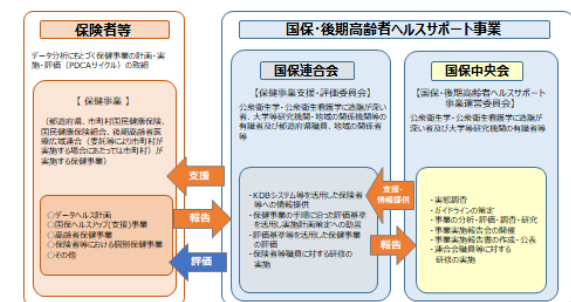 保険者等
データ分析にもとづく保健事業の計画・実
施・評価（PDCAサイクル）の取組
【 保健事業 】
（都道府県、市町村国民健康保険、
国民健康保険組合、後期高齢者医
療広域連合（委託等により市町村が
実施する場合にあたっては市町村）が
実施する保健事業）
○データヘルス計画
○国保ヘルスアップ（支援）事業
○高齢者保健事業
○保険者等における個別保健事業
○その他
支援
報告
評価
国保・後期高齢者ヘルスサポート事業
国保連合会
【保健事業支援・評価委員会】
公衆衛生学・公衆衛生看護学に造詣が深い
者、大学等研究機関・地域の関係機関等の
有識者及び都道府県職員、地域の関係者
等
・KDBシステム等を活用した保険者
等への情報提供
・保健事業の手順に沿った評価基準
を活用し実施計画策定への助言
・評価基準等を活用した保健事業
の評価
・保険者等職員に対する研修の
実施
支援・
情報提供
報告
国保中央会
【国保・後期高齢者ヘルスサポート
事業運営委員会】
公衆衛生学・公衆衛生看護学に造詣が
深い者及び大学等研究機関の有識者等
・実態調査
・ガイドラインの策定
・事業の分析・評価・調査・研究
・事業実施報告会の開催
・事業実施報告書の作成・公表
・連合会職員等に対する
研修の実施